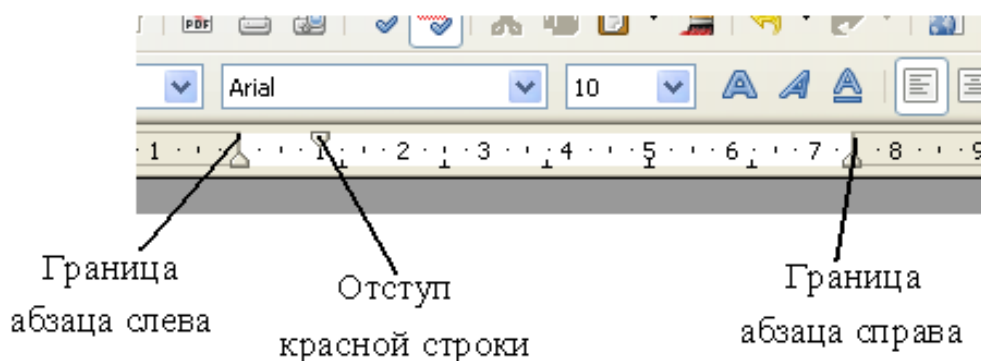 PDF
Arial 10 A A A
1 1 2 3 4 5 6 7 8 9
Граница
абзаца слева
Отступ
красной строки
Граница
абзаца справа